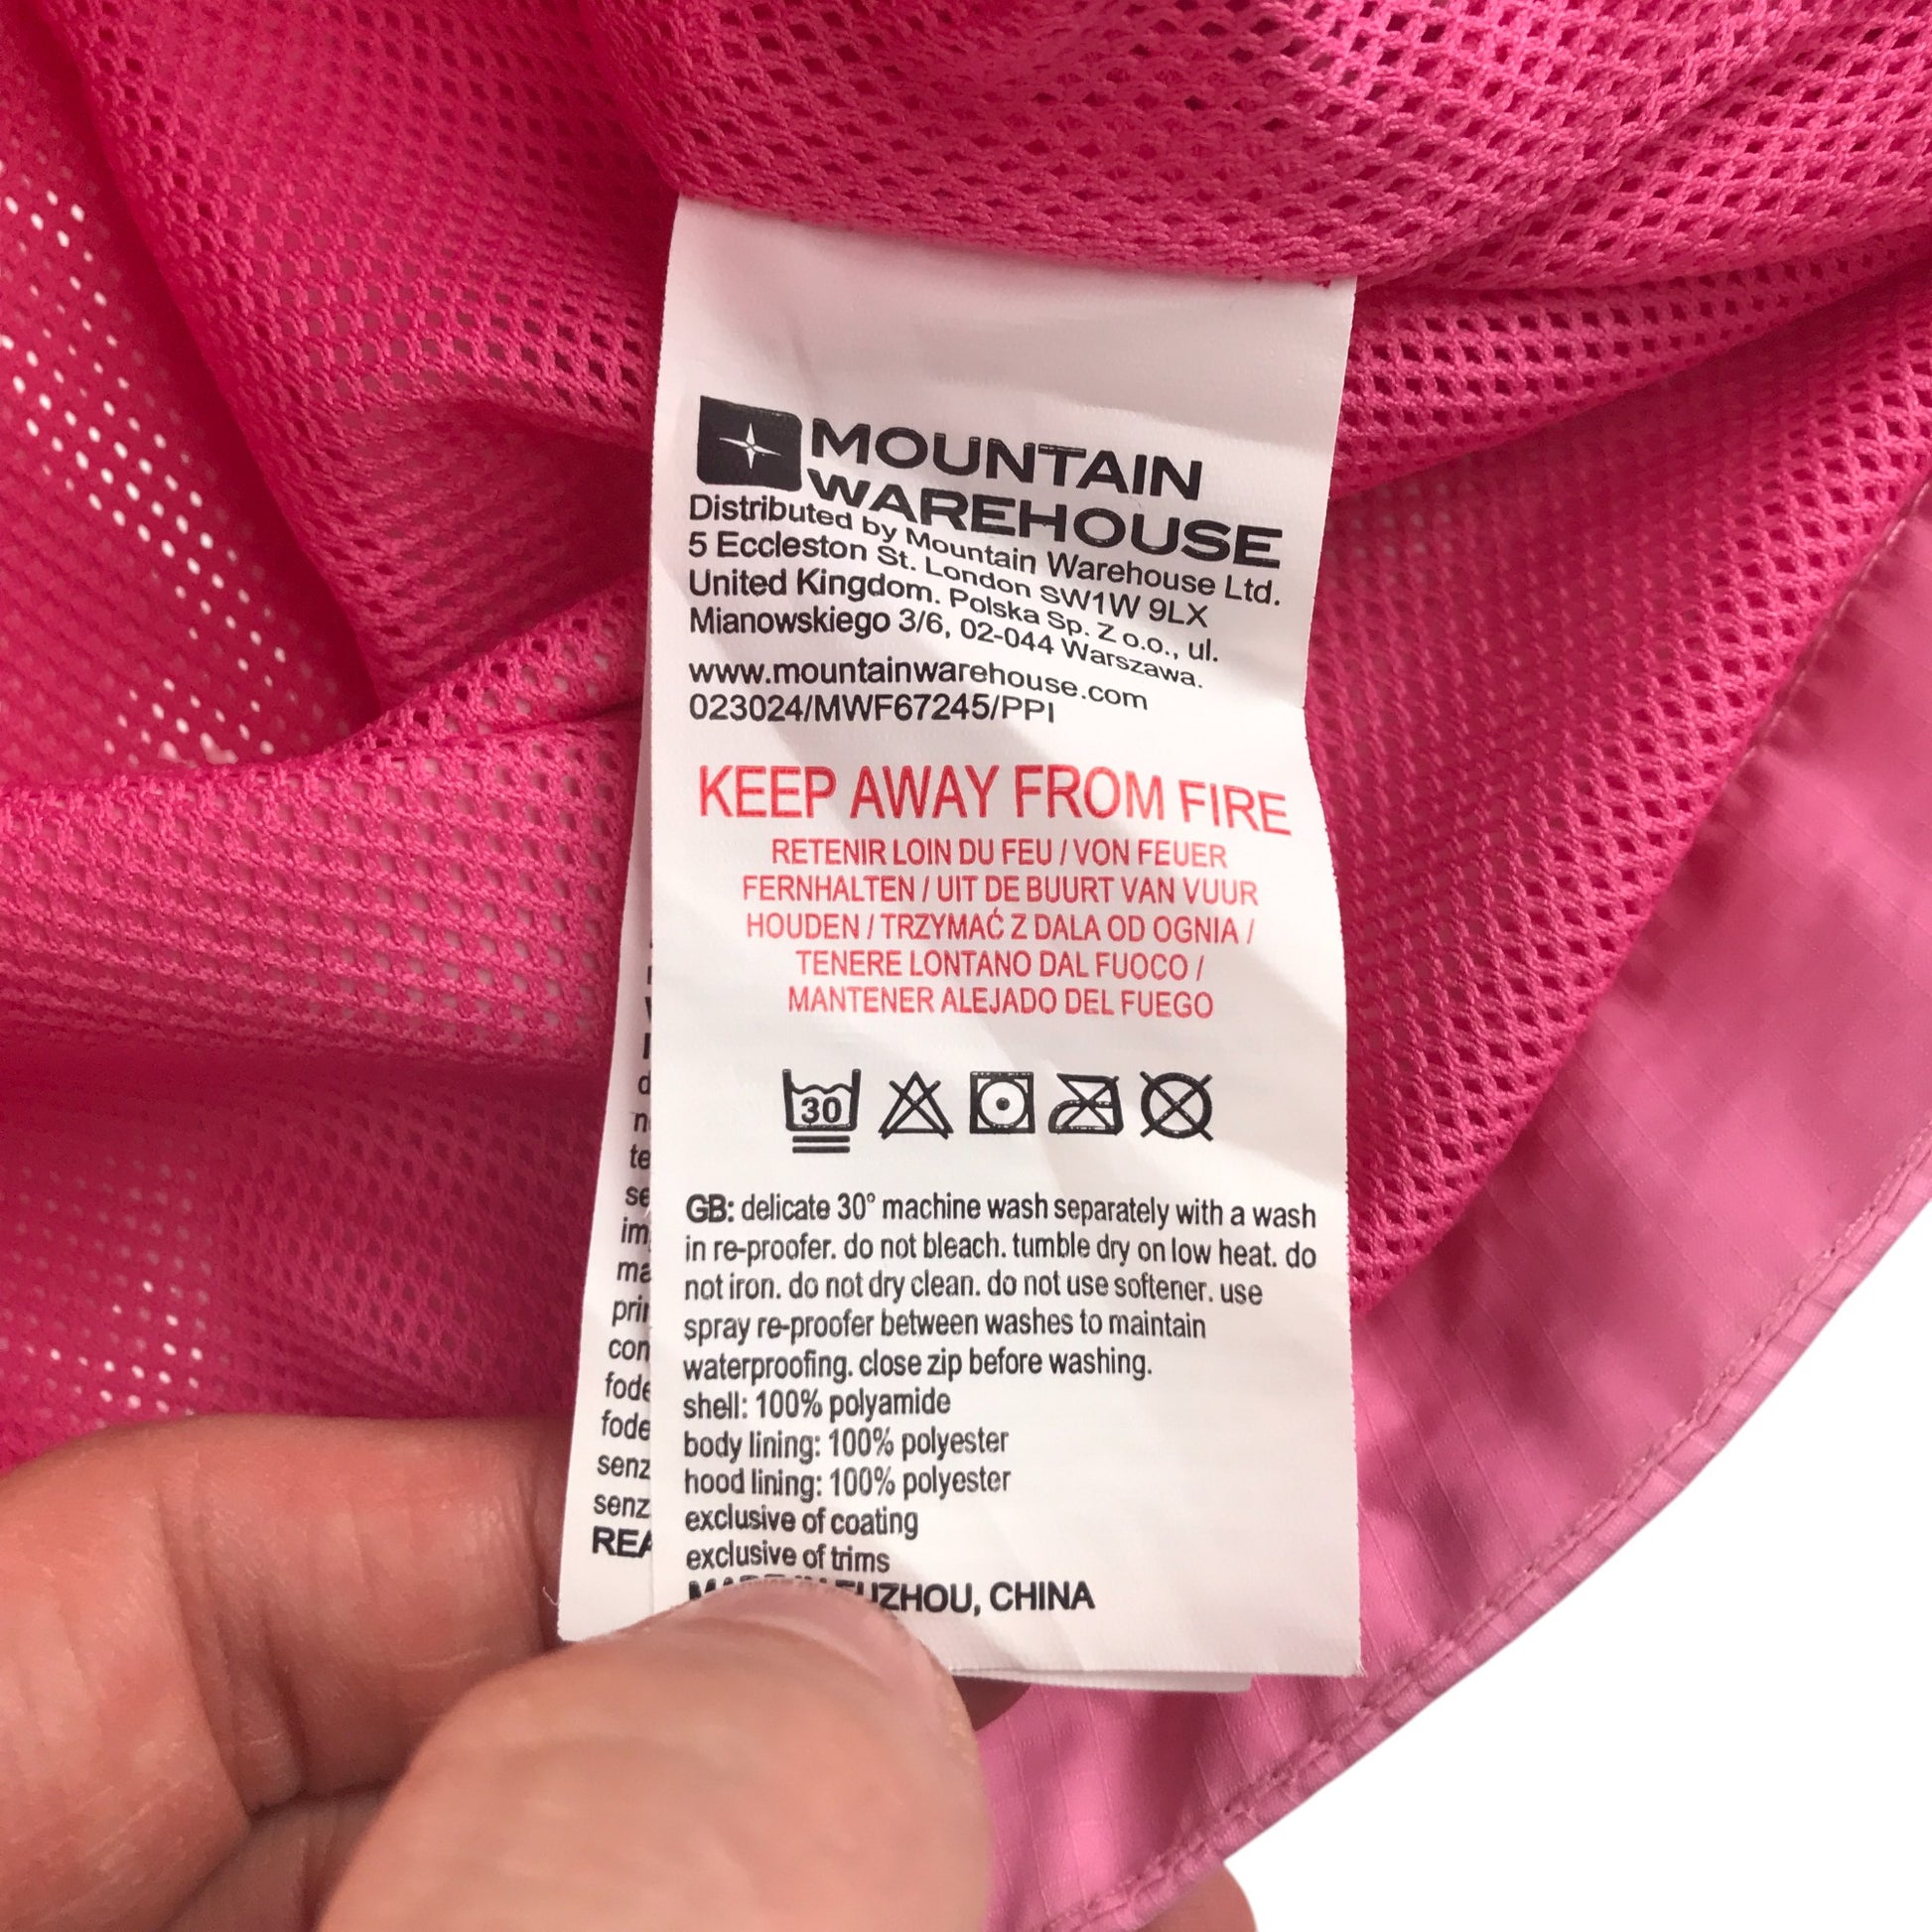 MOUNTAIN
WAREHOUSE
Distributed by Mountain Warehouse Ltd.
5 Eccleston St. London SW1W 9LX
United Kingdom. Polska Sp. Z o.o., ul.
Mianowskiego 3/6, 02-044 Warszawa.
www.mountainwarehouse.com
023024/MWF67245/PPI
KEEP AWAY FROM FIRE
RETENIR LOIN DU FEU / VON FEUER
FERNHALTEN / UIT DE BUURT VAN VUUR
HOUDEN / TRZYMAĆ Z DALA OD OGNIA /
TENERE LONTANO DAL FUOCO /
MANTENER ALEJADO DEL FUEGO
30
GB: delicate 30° machine wash separately with a wash
in re-proofer. do not bleach. tumble dry on low heat. do
not iron. do not dry clean. do not use softener. use
spray re-proofer between washes to maintain
waterproofing. close zip before washing.
shell: 100% polyamide
body lining: 100% polyester
hood lining: 100% polyester
exclusive of coating
exclusive of trims
CHINA